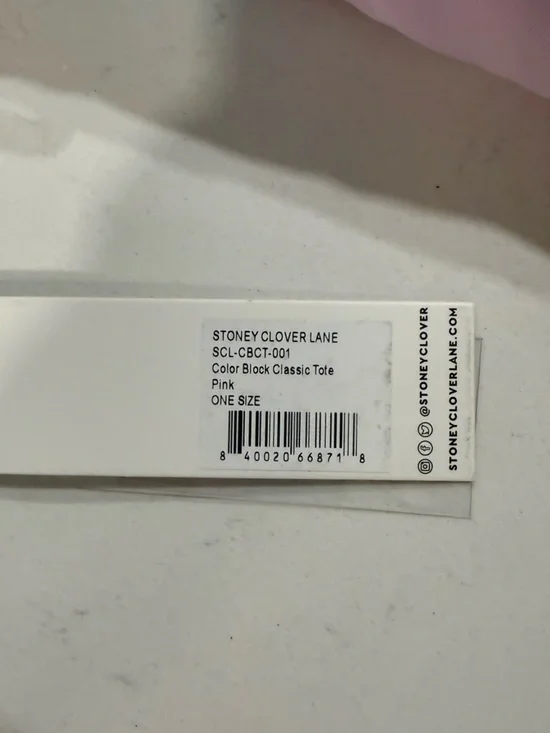 STONEY CLOVER LANE
SCL-CBCT-001
Color Block Classic Tote
Pink
ONE SIZE
8 40020 66871 8
@STONEYCLOVER
STONEYCLOVERLANE.COM